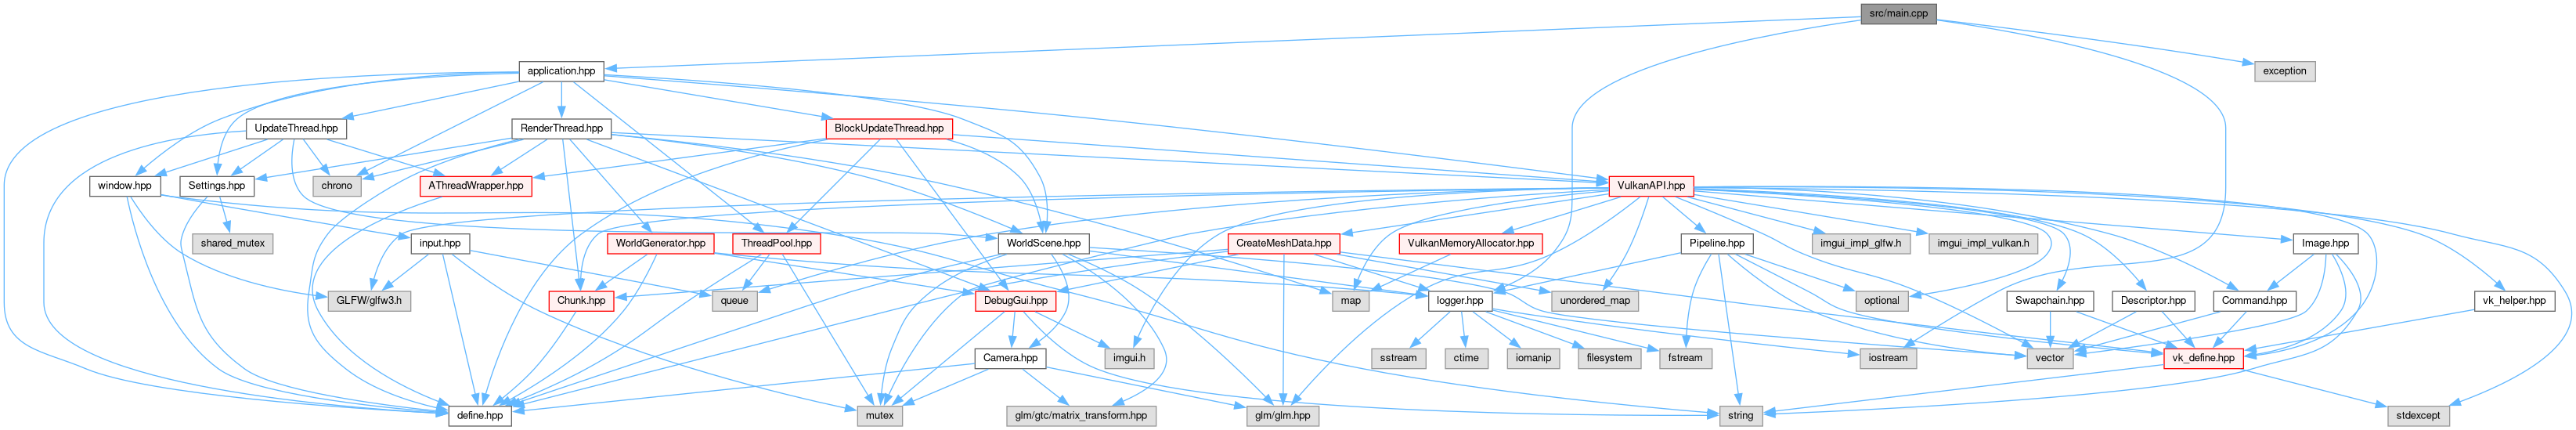 src/main.cpp
application.hpp
exception
UpdateThread.hpp
RenderThread.hpp
BlockUpdateThread.hpp
window.hpp
Settings.hpp
chrono
AThreadWrapper.hpp
VulkanAPI.hpp
shared_mutex
input.hpp
WorldGenerator.hpp
ThreadPool.hpp
WorldScene.hpp
CreateMeshData.hpp
VulkanMemoryAllocator.hpp
Pipeline.hpp
imgui_impl_glfw.h
imgui_impl_vulkan.h
Image.hpp
GLFW/glfw3.h
Chunk.hpp
queue
DebugGui.hpp
map
logger.hpp
unordered_map
optional
Swapchain.hpp
Descriptor.hpp
Command.hpp
vk_helper.hpp
Camera.hpp
imgui.h
sstream
ctime
iomanip
filesystem
fstream
iostream
vector
vk_define.hpp
define.hpp
mutex
glm/gtc/matrix_transform.hpp
glm/glm.hpp
string
stdexcept